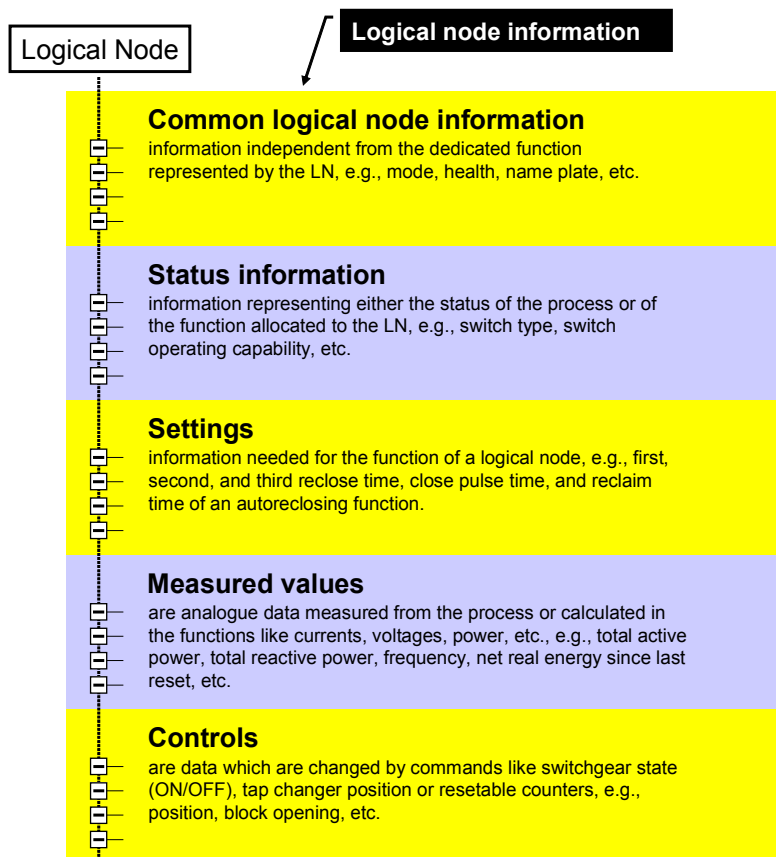 Logical node information
Logical Node
Common logical node information
information independent from the dedicated function
represented by the LN, e.g., mode, health, name plate, etc.
Status information
information representing either the status of the process or of
the function allocated to the LN, e.g., switch type, switch
operating capability, etc.
Settings
information needed for the function of a logical node, e.g., first,
second, and third reclose time, close pulse time, and reclaim
time of an autoreclosing function.
Measured values
are analogue data measured from the process or calculated in
the functions like currents, voltages, power, etc., e.g., total active
power, total reactive power, frequency, net real energy since last
reset, etc.
Controls
are data which are changed by commands like switchgear state
(ON/OFF), tap changer position or resetable counters, e.g.,
position, block opening, etc.